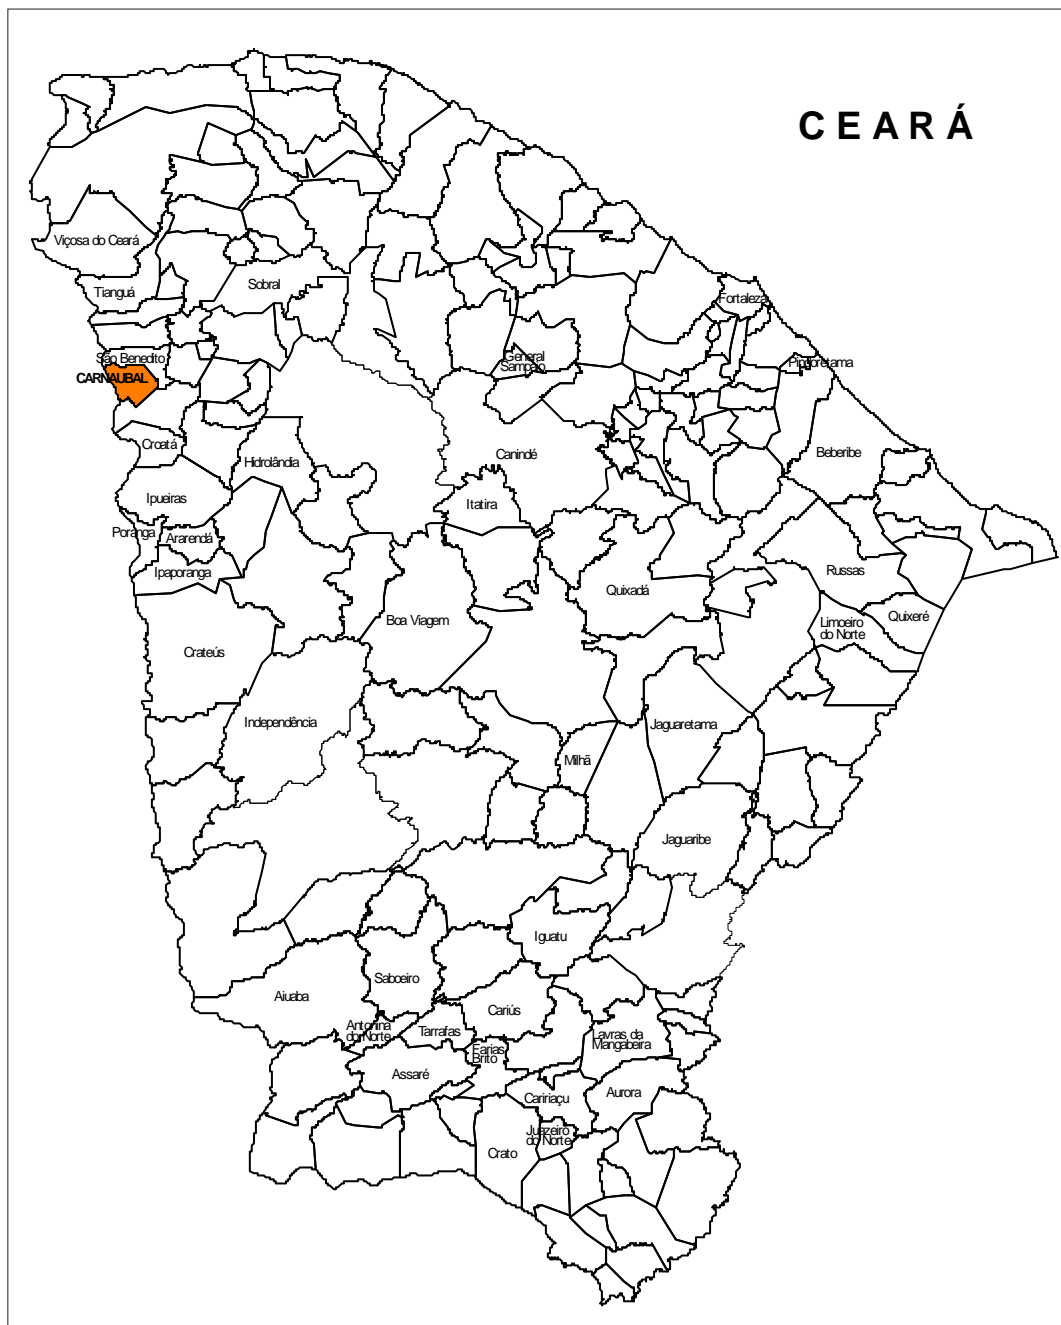 CEARÁ
Viçosa do Ceará
Tianguá
Sobral
Fortaleza
São Benedito
General
Sampaio
Pindoretama
CARNAUBAL
Croatá
Hidrolândia
Canindé
Beberibe
Ipueiras
Itatira
Poranga
Ararendá
Ipaporanga
Russas
Quixadá
Boa Viagem
Quixeré
Limoeiro
do Norte
Crateús
Independência
Jaguaretama
Milhã
Jaguaribe
Iguatu
Saboeiro
Aiuaba
Cariús
Antonina
do Norte
Tarrafas
Lavras da
Mangabeira
Farias
Brito
Assaré
Caririaçu
Aurora
Juazeiro
do Norte
Crato